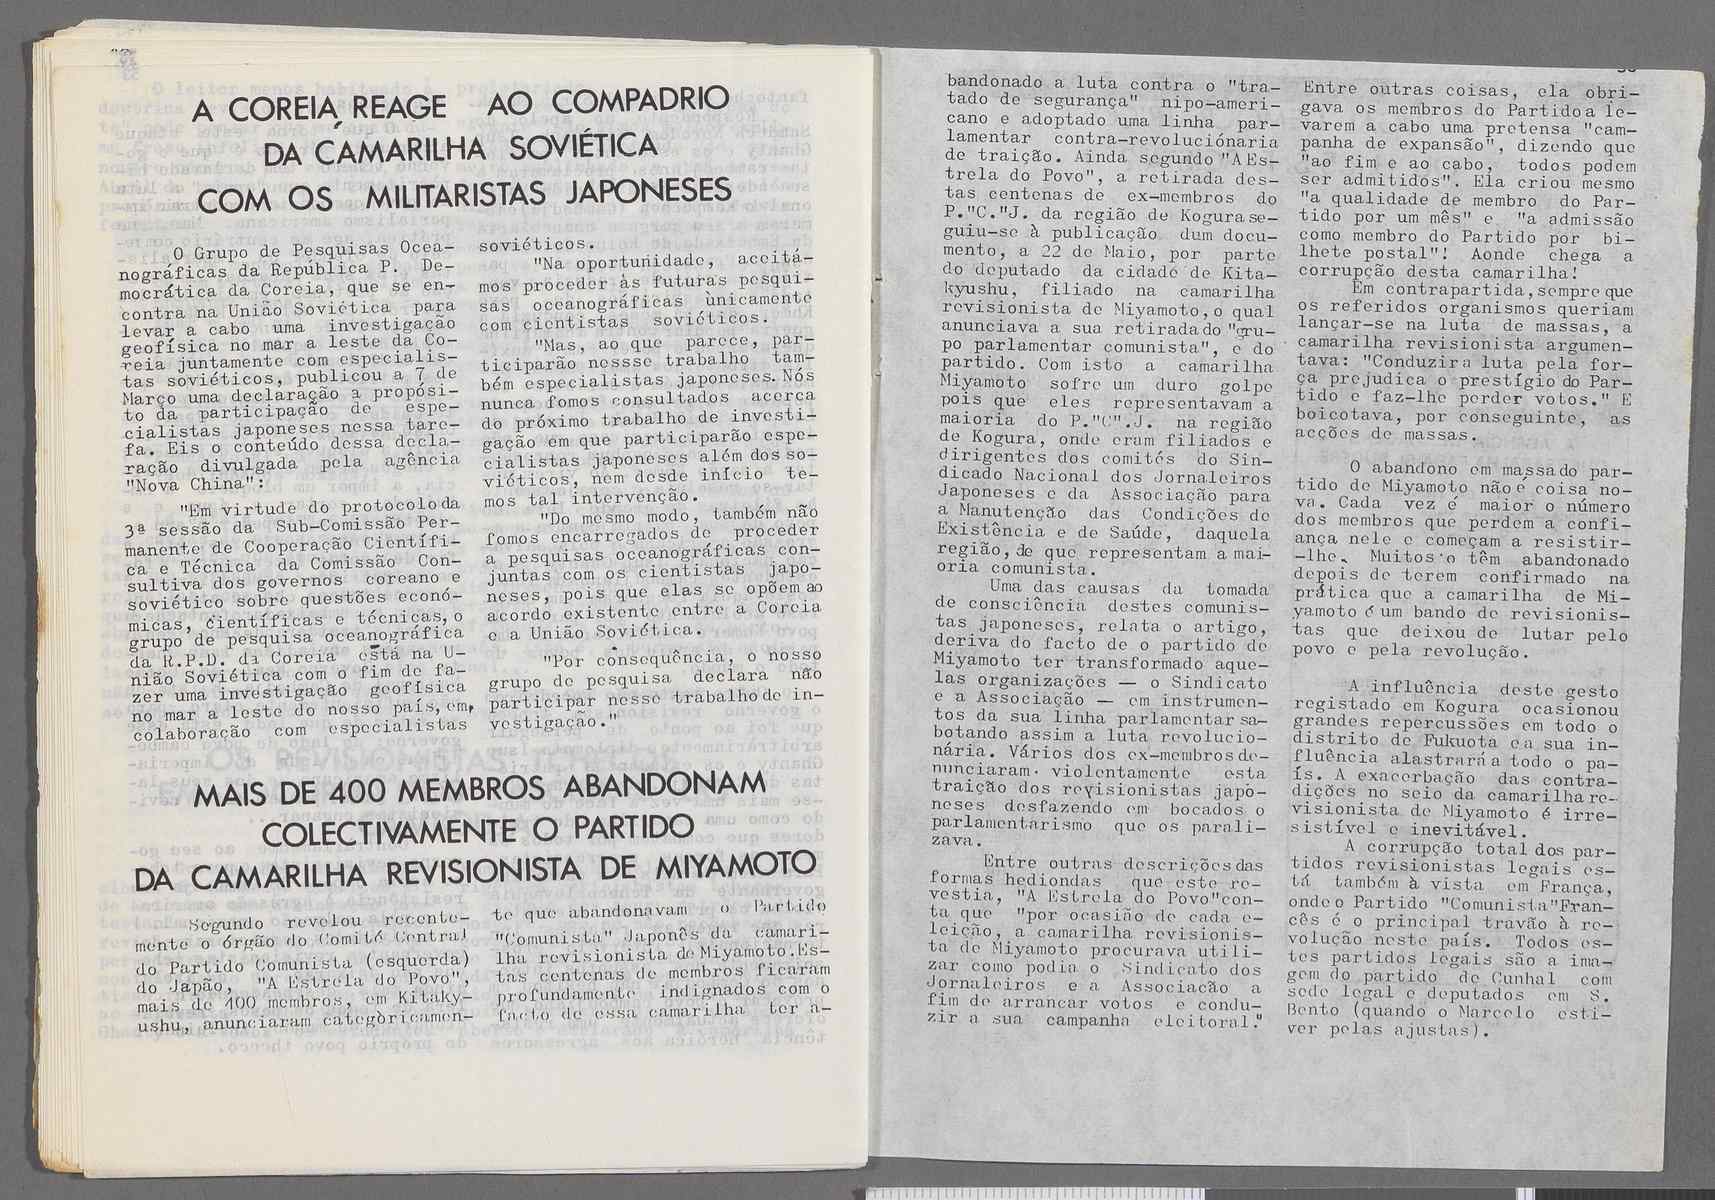 A COREIA REAGE AO COMPADRIO
DA CAMARILHA SOVIÉTICA
COM OS MILITARISTAS JAPONESES
O Grupo de Pesquisas Ocea-
nográficas da República P. De-
mocrática da Coreia, que se en-
contra na União Soviética para
levar a cabo uma investigação
geofísica no mar a leste da Co-
reia juntamente com especialis-
tas soviéticos, publicou a 7 de
Março uma declaração a propósi-
to da participação de espe-
cialistas japoneses nessa tare-
fa. Eis o conteúdo dessa decla-
ração divulgada pela agência
"Nova China":
"Em virtude do protocolo da
3ª sessão da Sub-Comissão Per-
manente de Cooperação Científi-
ca e Técnica da Comissão Con-
sultiva dos governos coreano e
soviético sobre questões econó-
micas, científicas e técnicas, o
grupo de pesquisa oceanográfica
da R.P.D. da Coreia está na U-
nião Soviética com o fim de fa-
zer uma investigação geofísica
no mar a leste do nosso país, em
colaboração com especialistas
soviéticos.
"Na oportunidade, aceitá-
mos proceder às futuras pesqui-
sas oceanográficas únicamente
com cientistas soviéticos.
"Mas, ao que parece, par-
ticiparão nessse trabalho tam-
bém especialistas japoneses. Nós
nunca fomos consultados acerca
do próximo trabalho de investi-
gação em que participarão espe-
cialistas japoneses além dos so-
viéticos, nem desde início te-
mos tal intervenção.
"Do mesmo modo, também não
fomos encarregados de proceder
a pesquisas oceanográficas con-
juntas com os cientistas japo-
neses, pois que elas se opõem ao
acordo existente entre a Coreia
e a União Soviética.
"Por consequência, o nosso
grupo de pesquisa declara não
participar nesse trabalho de in-
vestigação."
MAIS DE 400 MEMBROS ABANDONAM
COLECTIVAMENTE O PARTIDO
DA CAMARILHA REVISIONISTA DE MIYAMOTO
Segundo revelou recente-
mente o órgão do Comité Central
do Partido Comunista (esquerda)
do Japão, "A Estrela do Povo",
mais de 400 membros, em Kitaky-
ushu, anunciaram categòricamen-
te que abandonavam o Partido
"Comunista" Japonês da camari-
lha revisionista de Miyamoto. Es-
tas centenas de membros ficaram
profundamente indignados com o
facto de essa camarilha ter a-
bandonado a luta contra o "tra-
tado de segurança" nipo-ameri-
cano e adoptado uma linha par-
lamentar contra-revoluciónaria
de traição. Ainda segundo "A Es-
trela do Povo", a retirada des-
tas centenas de ex-membros do
P."C."J. da região de Kogura se-
guiu-se à publicação dum docu-
mento, a 22 de Maio, por parte
do deputado da cidade de Kita-
kyushu, filiado na camarilha
revisionista de Miyamoto, o qual
anunciava a sua retirada do "gru-
po parlamentar comunista", e do
partido. Com isto a camarilha
Miyamoto sofre um duro golpe
pois que eles representavam a
maioria do P."C".J. na região
de Kogura, onde eram filiados e
dirigentes dos comités do Sin-
dicado Nacional dos Jornaleiros
Japoneses e da Associação para
a Manutenção das Condições de
Existência e de Saúde, daquela
região, de que representam a mai-
oria comunista.
Uma das causas da tomada
de consciência destes comunis-
tas japoneses, relata o artigo,
deriva do facto de o partido de
Miyamoto ter transformado aque-
las organizações — o Sindicato
e a Associação — em instrumen-
tos da sua linha parlamentar sa-
botando assim a luta revolucio-
nária. Vários dos ex-membros de-
nunciaram violentamente esta
traição dos revisionistas japo-
neses desfazendo em bocados o
parlamentarismo que os parali-
zava.
Entre outras descrições das
formas hediondas que este re-
vestia, "A Estrela do Povo" con-
ta que "por ocasião de cada e-
leição, a camarilha revisionis-
ta de Miyamoto procurava utili-
zar como podia o Sindicato dos
Jornaleiros e a Associação a
fim de arrancar votos e condu-
zir a sua campanha eleitoral."
Entre outras coisas, ela obri-
gava os membros do Partido a le-
varem a cabo uma pretensa "cam-
panha de expansão", dizendo que
"ao fim e ao cabo, todos podem
ser admitidos". Ela criou mesmo
"a qualidade de membro do Par-
tido por um mês" e "a admissão
como membro do Partido por bi-
lhete postal"! Aonde chega a
corrupção desta camarilha!
Em contrapartida, sempre que
os referidos organismos queriam
lançar-se na luta de massas, a
camarilha revisionista argumen-
tava: "Conduzir a luta pela for-
ça prejudica o prestígio do Par-
tido e faz-lhe perder votos." E
boicotava, por conseguinte, as
acções de massas.
O abandono em massa do par-
tido de Miyamoto não é coisa no-
va. Cada vez é maior o número
dos membros que perdem a confi-
ança nele e começam a resistir-
-lhe. Muitos o têm abandonado
depois de terem confirmado na
prática que a camarilha de Mi-
yamoto é um bando de revisionis-
tas que deixou de lutar pelo
povo e pela revolução.
A influência deste gesto
registado em Kogura ocasionou
grandes repercussões em todo o
distrito de Fukuota e a sua in-
fluência alastrará a todo o pa-
ís. A exacerbação das contra-
dições no seio da camarilha re-
visionista de Miyamoto é irre-
sistível e inevitável.
A corrupção total dos par-
tidos revisionistas legais es-
tá também à vista em França,
onde o Partido "Comunista" Fran-
cês é o principal travão à re-
volução neste país. Todos es-
tes partidos legais são a ima-
gem do partido de Cunhal com
sede legal e deputados em S.
Bento (quando o Marcelo esti-
ver pelas ajustas).